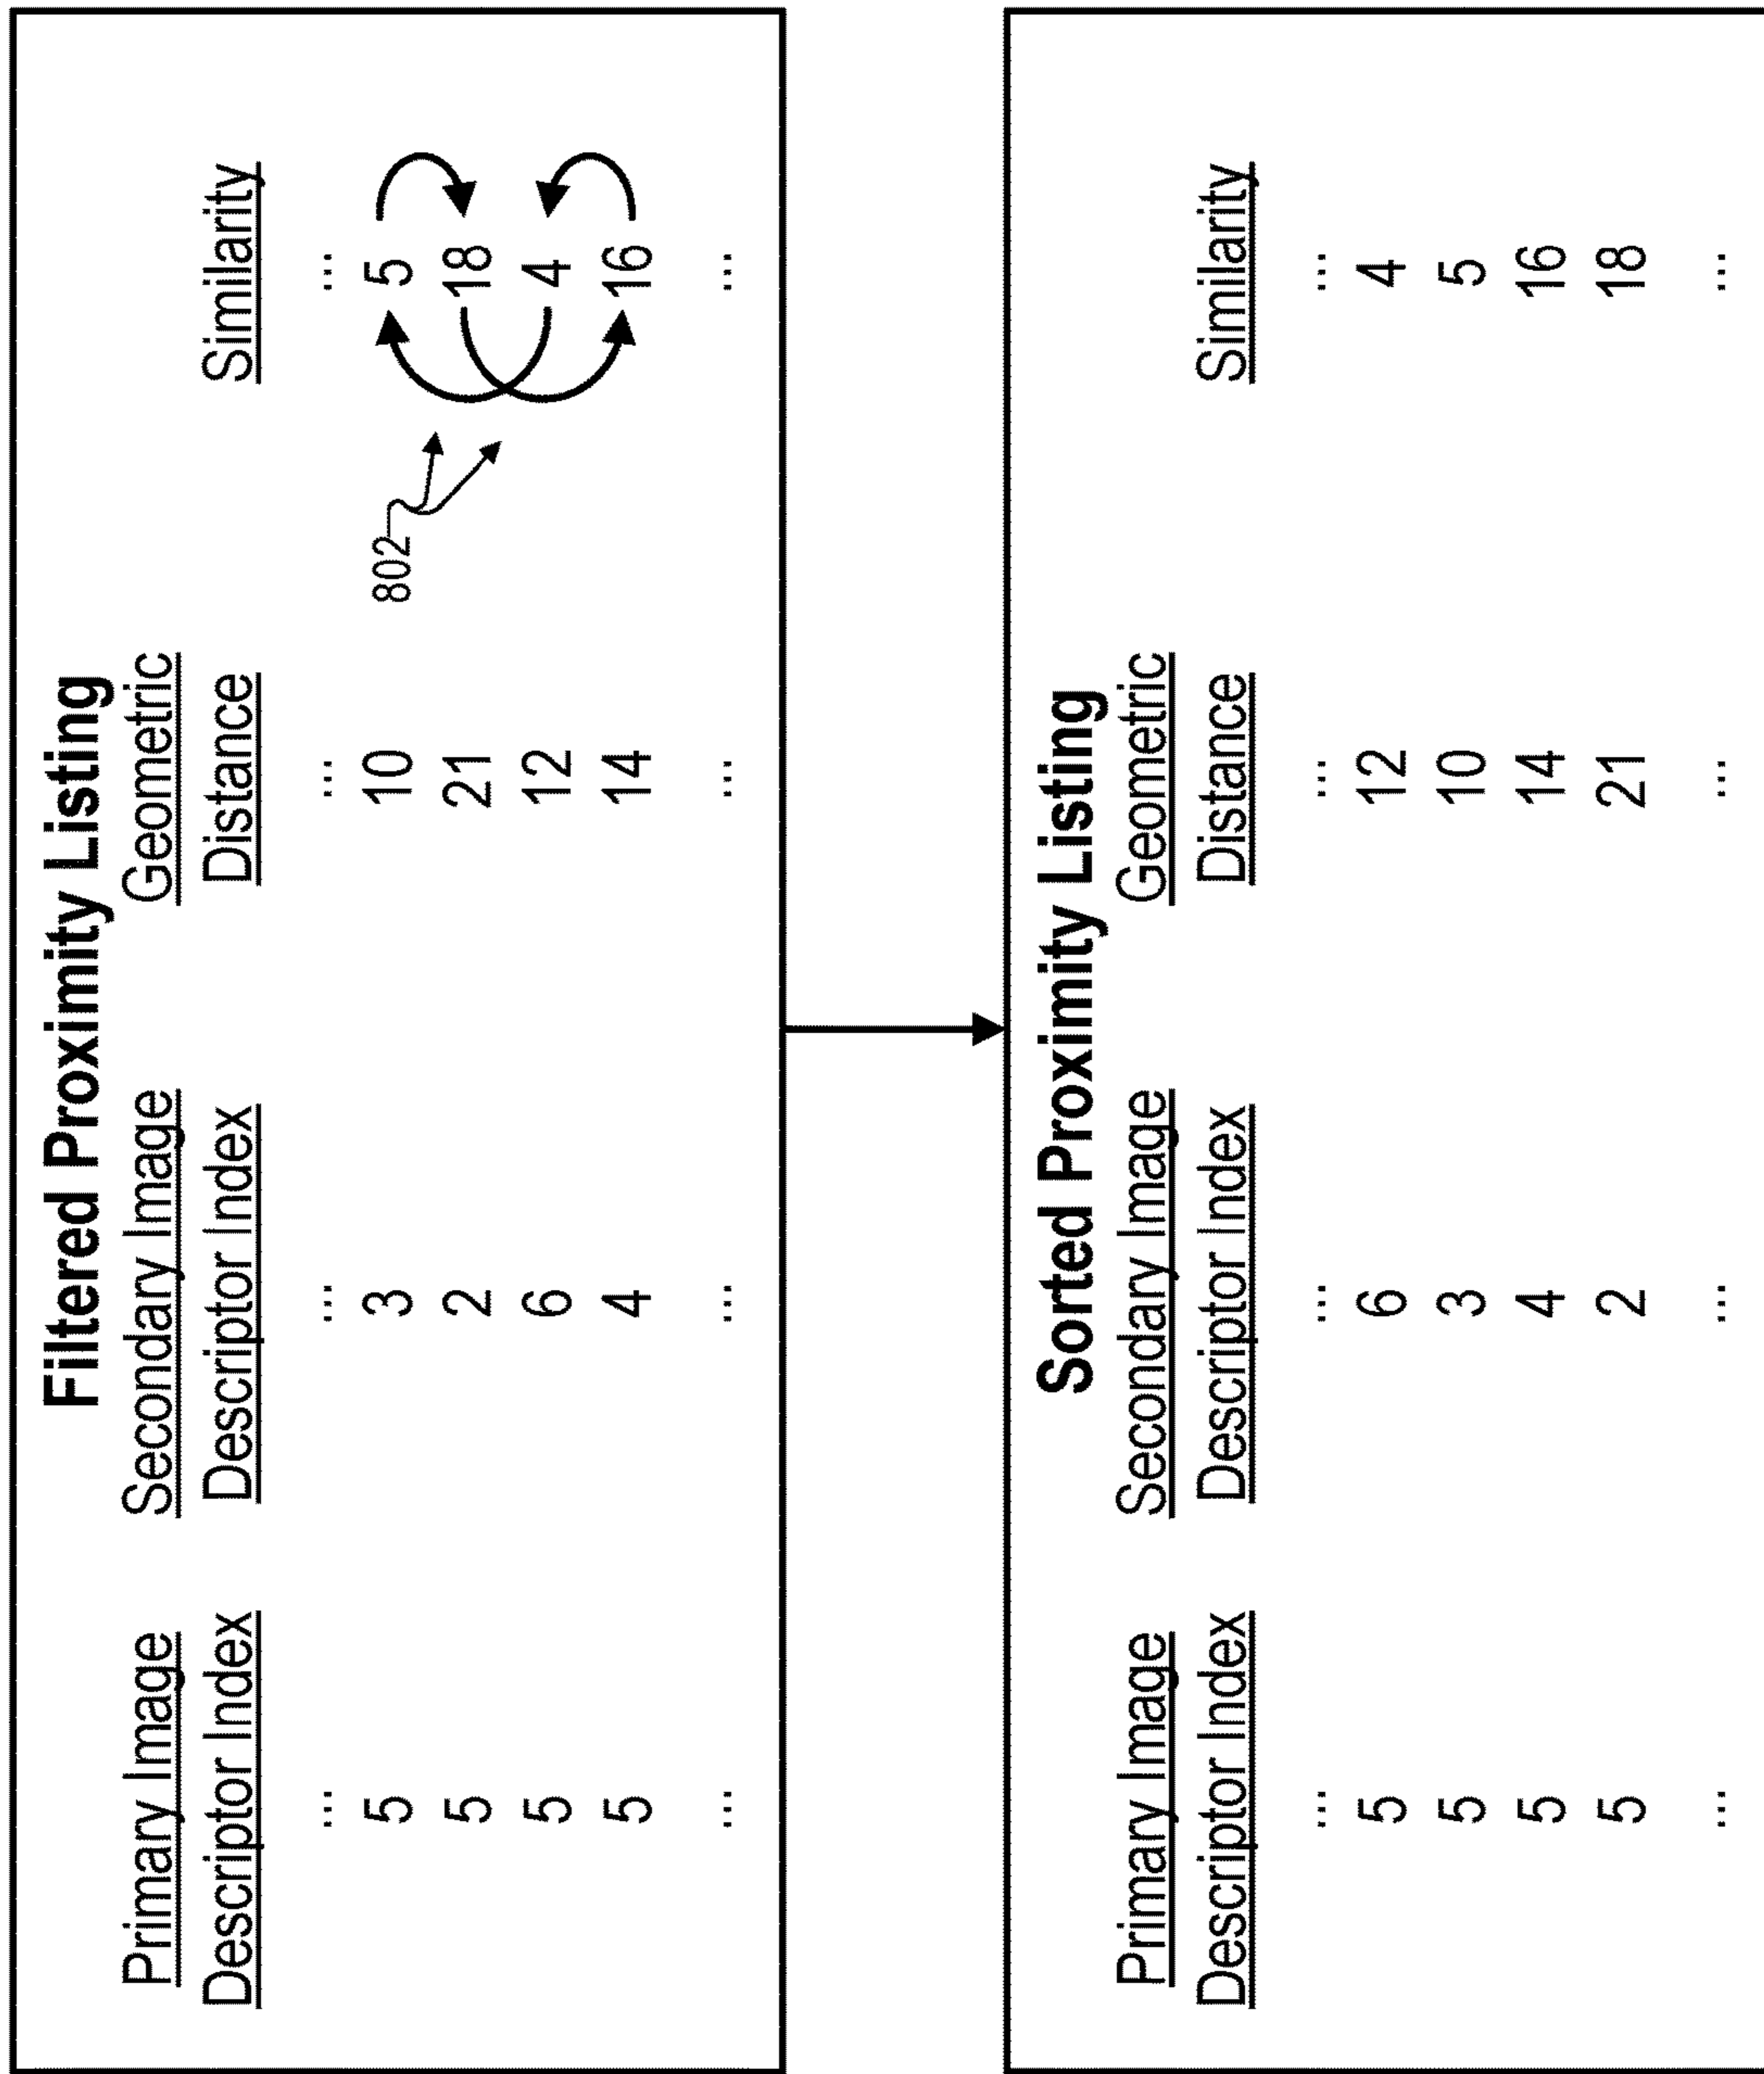 Filtered Proximity Listing
Primary Image Secondary Image Geometric
Descriptor Index Descriptor Index Distance Similarity
... ... ... ...
5 3 10 5
5 2 21 18
5 6 12 4
5 4 14 16
... ... ... ...
802
Sorted Proximity Listing
Primary Image Secondary Image Geometric
Descriptor Index Descriptor Index Distance Similarity
... ... ... ...
5 6 12 4
5 3 10 5
5 4 14 16
5 2 21 18
... ... ... ...